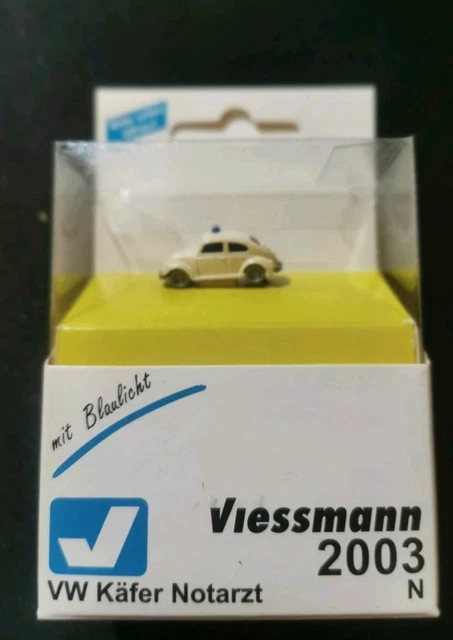 mit Blaulicht
Viessmann
2003
VW Käfer Notarzt
N